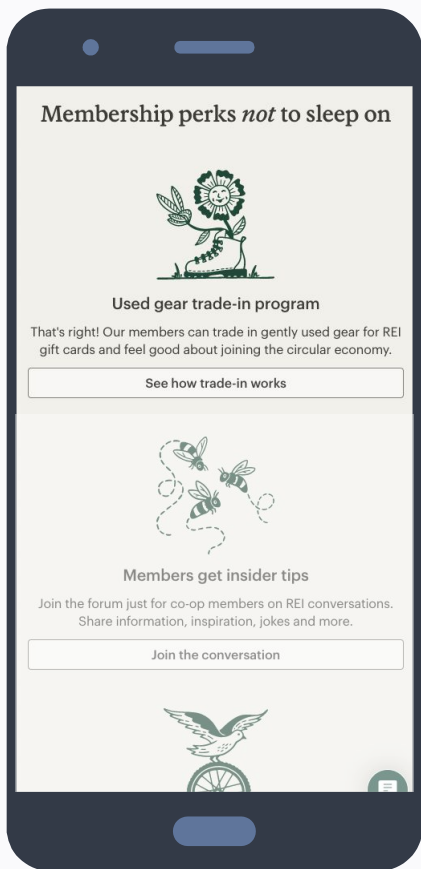 Membership perks not to sleep on
Used gear trade-in program
That's right! Our members can trade in gently used gear for REI
gift cards and feel good about joining the circular economy.
See how trade-in works
Members get insider tips
Join the forum just for co-op members on REI conversations.
Share information, inspiration, jokes and more.
Join the conversation